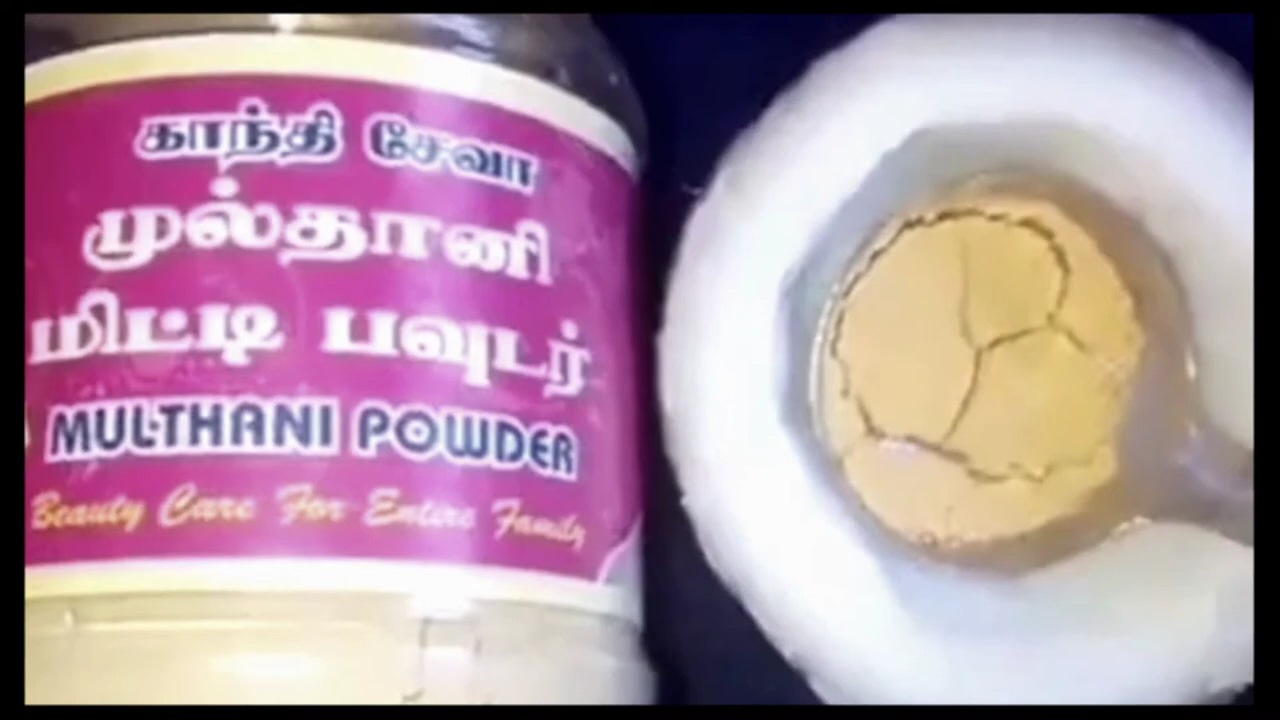 காந்தி சேவா
முல்தானி
மிட்டி பவுடர்
MULTHANI POWDER
Beauty Care For Entire Family